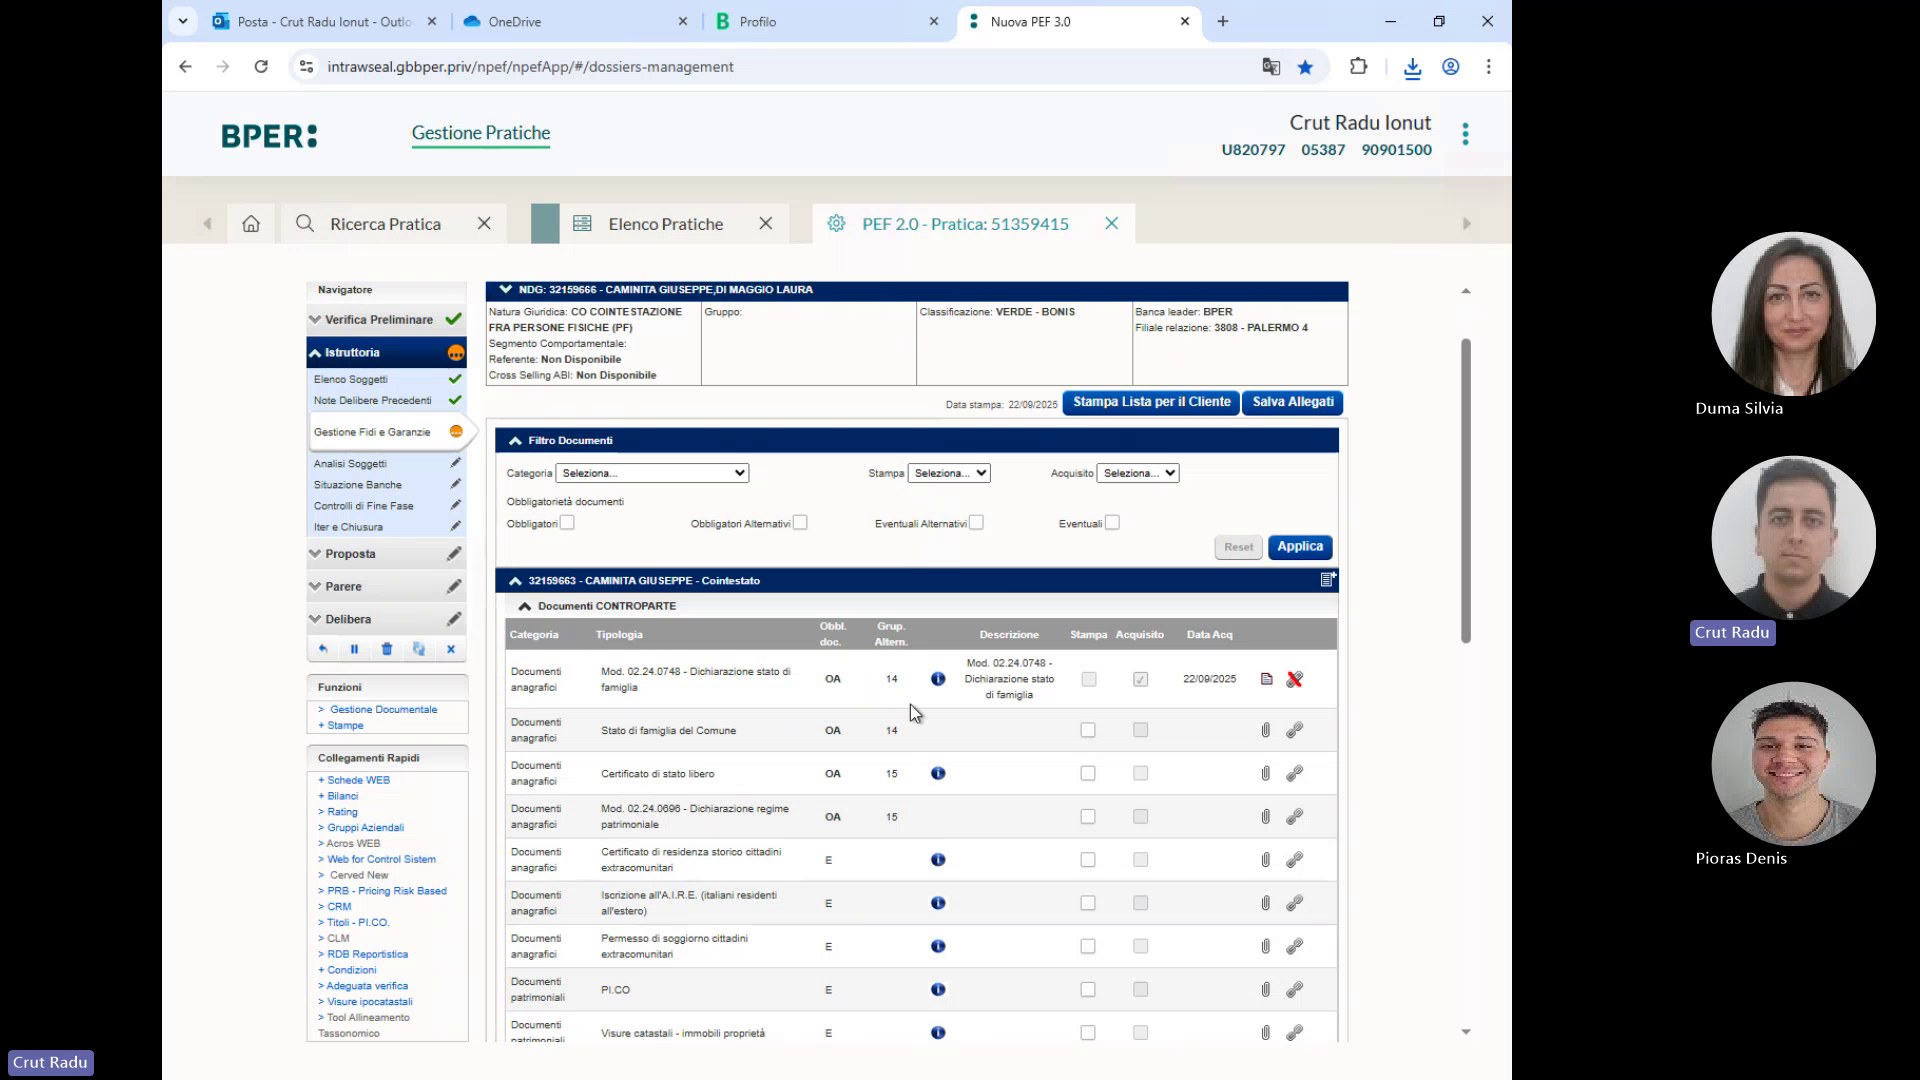 Posta - Crut Radu Ionut - Outlo
OneDrive
Profilo
Nuova PEF 3.0
intrawseal.gbbper.priv/npef/npefApp/#/dossiers-management
BPER:
Gestione Pratiche
Crut Radu Ionut
U820797 05387 90901500
Ricerca Pratica
Elenco Pratiche
PEF 2.0 - Pratica: 51359415
Navigatore
Verifica Preliminare
Istruttoria
Elenco Soggetti
Note Delibere Precedenti
Gestione Fidi e Garanzie
Analisi Soggetti
Situazione Banche
Controlli di Fine Fase
Iter e Chiusura
Proposta
Parere
Delibera
Funzioni
> Gestione Documentale
+ Stampe
Collegamenti Rapidi
+ Schede WEB
+ Bilanci
> Rating
> Gruppi Aziendali
> Acros WEB
> Web for Control Sistem
> Cerved New
> PRB - Pricing Risk Based
> CRM
> Titoli - PI.CO.
> CLM
> RDB Reportistica
+ Condizioni
> Adeguata verifica
> Visure ipocatastali
> Tool Allineamento
Tassonomico
NDG: 32159666 - CAMINITA GIUSEPPE,DI MAGGIO LAURA
Natura Giuridica: CO COINTESTAZIONE
FRA PERSONE FISICHE (PF)
Segmento Comportamentale:
Referente: Non Disponibile
Cross Selling ABI: Non Disponibile
Gruppo:
Classificazione: VERDE - BONIS
Banca leader: BPER
Filiale relazione: 3808 - PALERMO 4
Data stampa: 22/09/2025
Stampa Lista per il Cliente
Salva Allegati
Filtro Documenti
Categoria Seleziona...
Stampa Seleziona...
Acquisito Seleziona...
Obbligatorietà documenti
Obbligatori
Obbligatori Alternativi
Eventuali Alternativi
Eventuali
Reset
Applica
32159663 - CAMINITA GIUSEPPE - Cointestato
Documenti CONTROPARTE
Categoria Tipologia Obbl. doc. Grup. Altern. Descrizione Stampa Acquisito Data Acq
Documenti anagrafici Mod. 02.24.0748 - Dichiarazione stato di famiglia OA 14 Mod. 02.24.0748 - Dichiarazione stato di famiglia 22/09/2025
Documenti anagrafici Stato di famiglia del Comune OA 14
Documenti anagrafici Certificato di stato libero OA 15
Documenti anagrafici Mod. 02.24.0696 - Dichiarazione regime patrimoniale OA 15
Documenti anagrafici Certificato di residenza storico cittadini extracomunitari E
Documenti anagrafici Iscrizione all'A.I.R.E. (italiani residenti all'estero) E
Documenti anagrafici Permesso di soggiorno cittadini extracomunitari E
Documenti patrimoniali PI.CO E
Documenti patrimoniali Visure catastali - immobili proprietà E
Duma Silvia
Crut Radu
Pioras Denis
Crut Radu